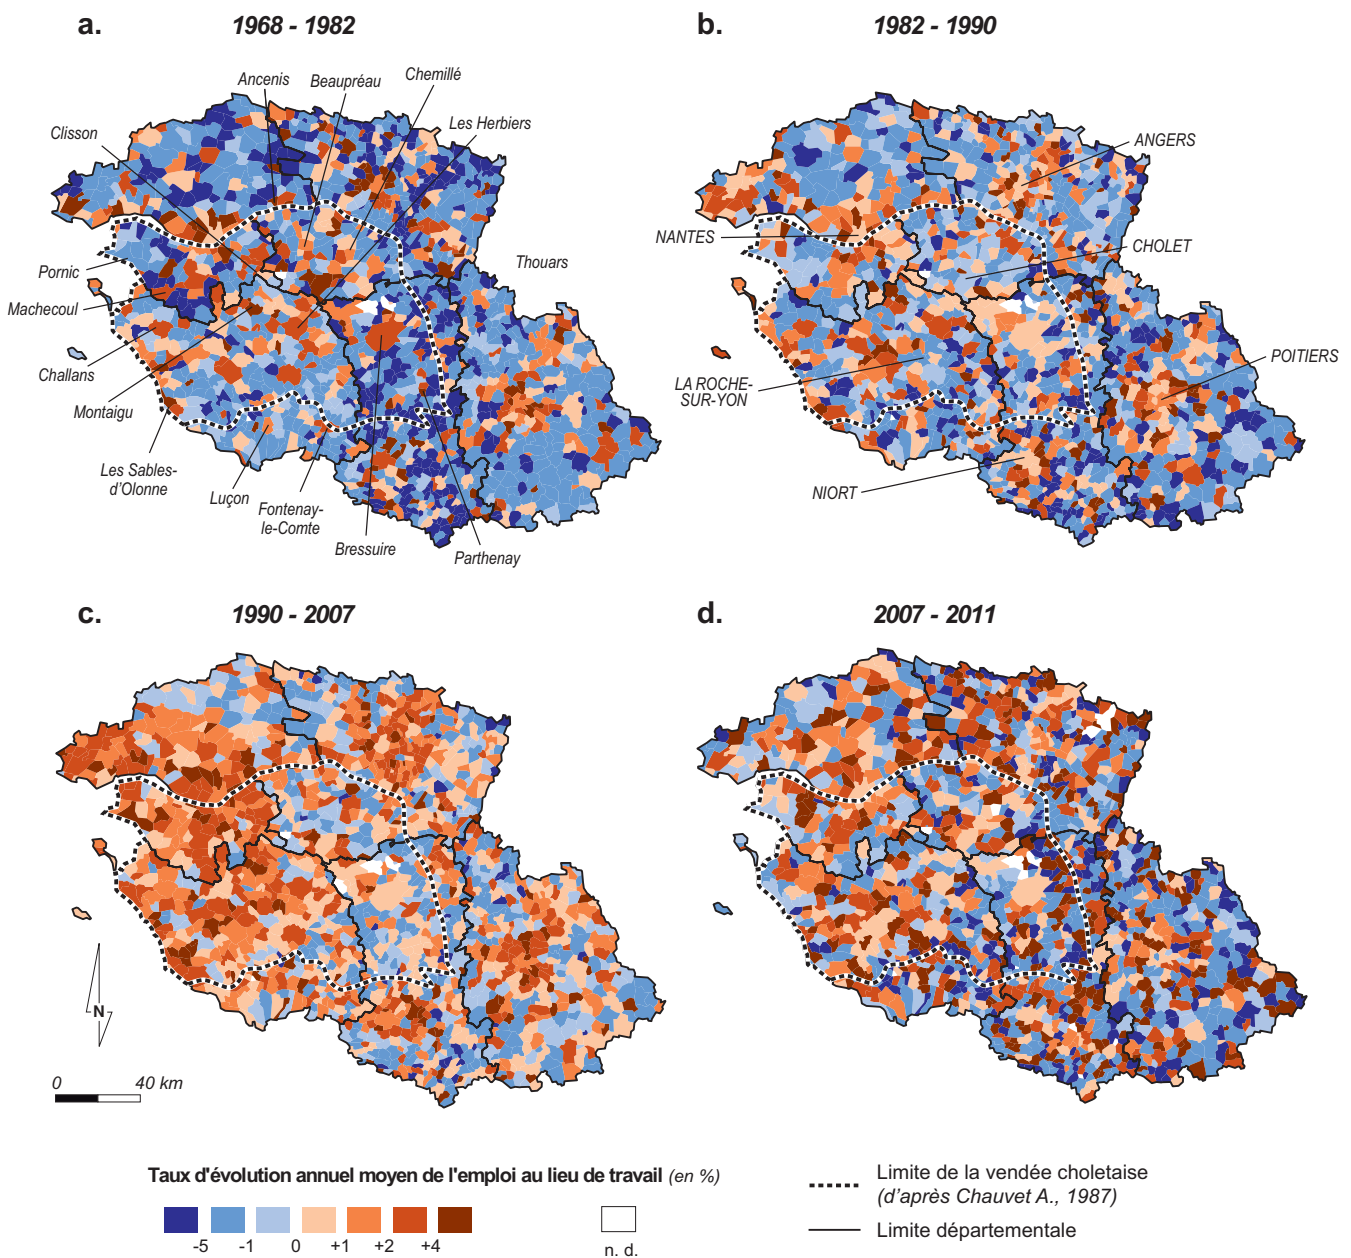 a. 1968 - 1982
b. 1982 - 1990
Ancenis
Beaupréau
Chemillé
Clisson
Les Herbiers
Pornic
Machecoul
Challans
Montaigu
Les Sables-
d'Olonne
Luçon
Fontenay-
le-Comte
Bressuire
Parthenay
Thouars
ANGERS
NANTES
CHOLET
LA ROCHE-
SUR-YON
POITIERS
NIORT
c. 1990 - 2007
d. 2007 - 2011
N
0 40 km
Taux d'évolution annuel moyen de l'emploi au lieu de travail (en %)
-5 -1 0 +1 +2 +4
n. d.
Limite de la vendée choletaise
(d'après Chauvet A., 1987)
Limite départementale